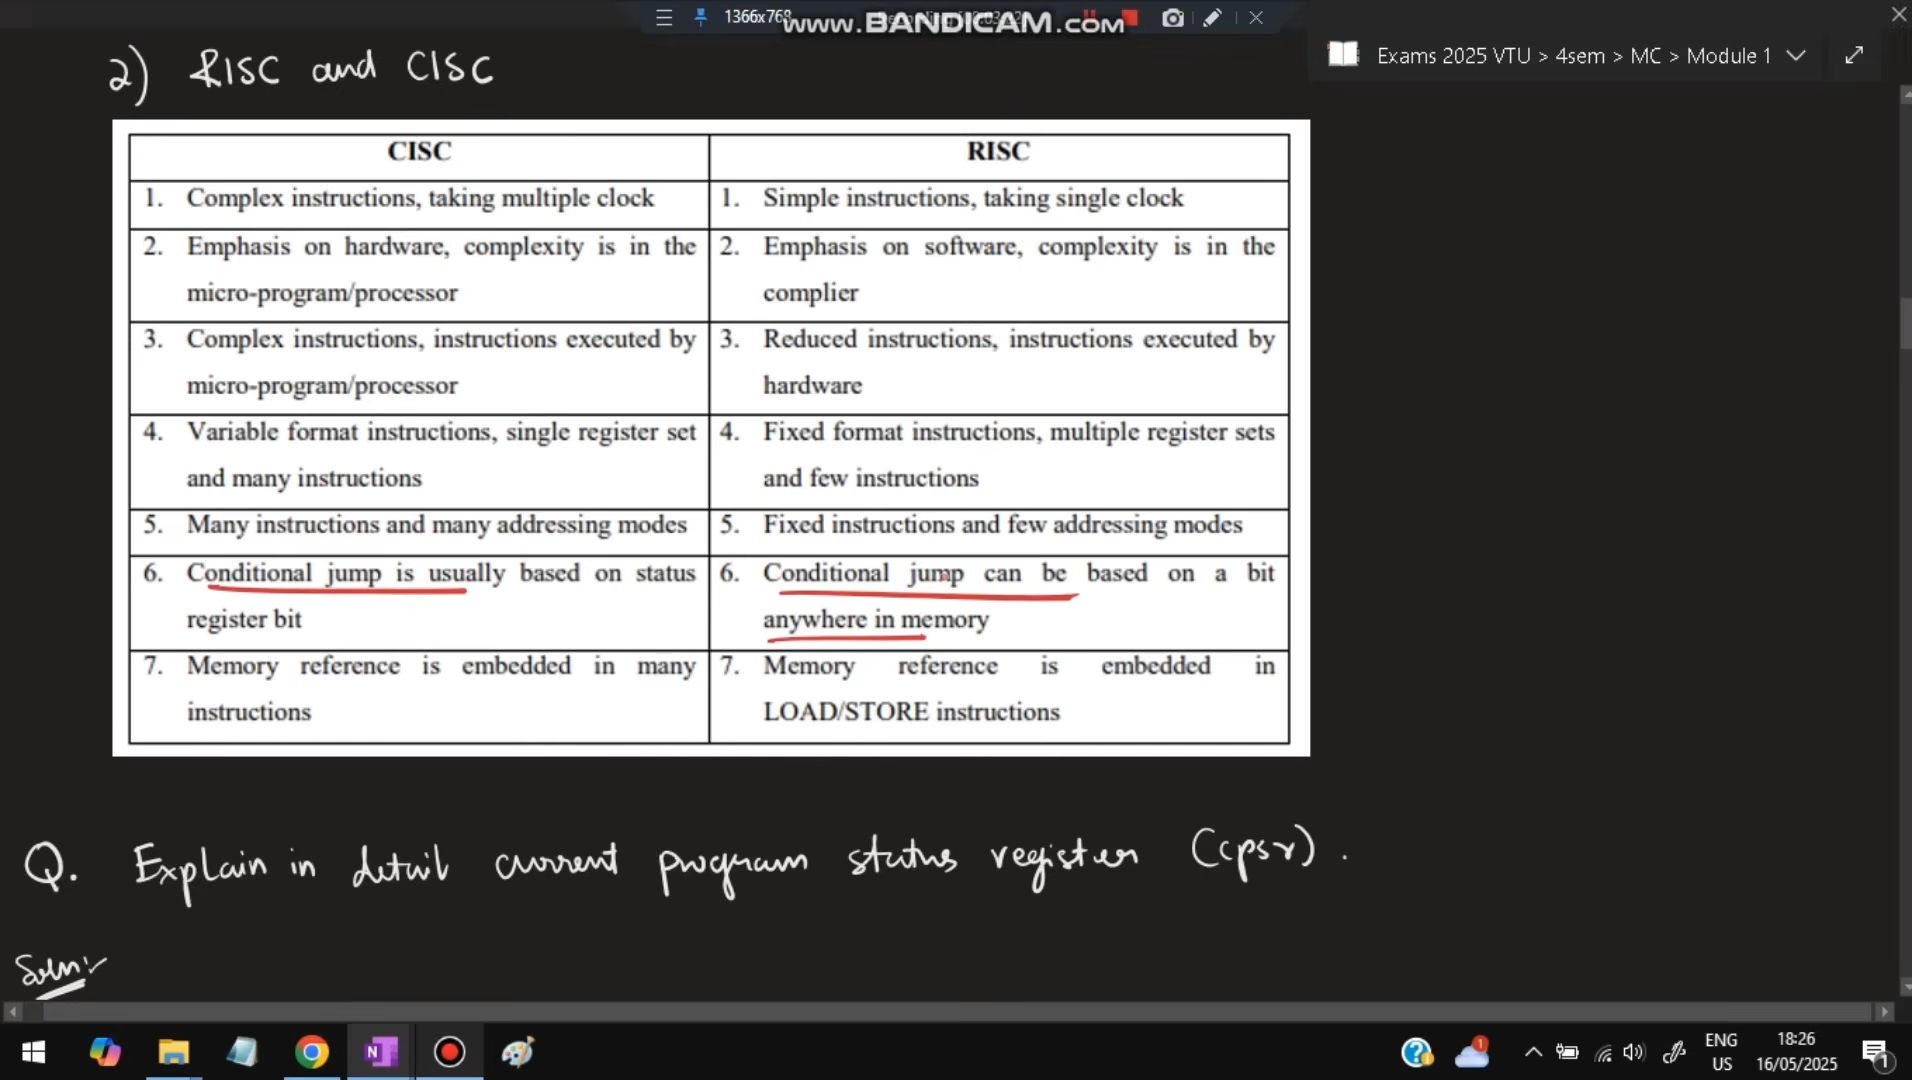 1366x768
www.BANDICAM.com
Exams 2025 VTU > 4sem > MC > Module 1
2) RISC and CISC
CISC
RISC
1. Complex instructions, taking multiple clock
1. Simple instructions, taking single clock
2. Emphasis on hardware, complexity is in the
micro-program/processor
2. Emphasis on software, complexity is in the
complier
3. Complex instructions, instructions executed by
micro-program/processor
3. Reduced instructions, instructions executed by
hardware
4. Variable format instructions, single register set
and many instructions
4. Fixed format instructions, multiple register sets
and few instructions
5. Many instructions and many addressing modes
5. Fixed instructions and few addressing modes
6. Conditional jump is usually based on status
register bit
6. Conditional jump can be based on a bit
anywhere in memory
7. Memory reference is embedded in many
instructions
7. Memory reference is embedded in
LOAD/STORE instructions
Q. Explain in detail current program status register (cpsr).
Soln:
ENG
US
18:26
16/05/2025
1
1